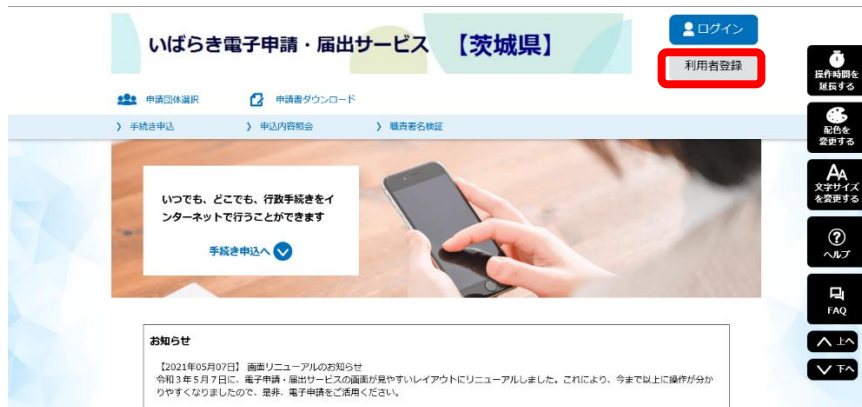 いばらき電子申請・届出サービス 【茨城県】
ログイン
利用者登録
申請団体選択
申請書ダウンロード
手続き申込
申込内容照会
職責署名検証
いつでも、どこでも、行政手続きをイ
ンターネットで行うことができます
手続き申込へ
お知らせ
【2021年05月07日】 画面リニューアルのお知らせ
令和3年5月7日に、電子申請・届出サービスの画面が見やすいレイアウトにリニューアルしました。これにより、今まで以上に操作が分か
りやすくなりましたので、是非、電子申請をご活用ください。
操作時間を
延長する
配色を
変更する
AA
文字サイズ
を変更する
?
ヘルプ
FAQ
上へ
下へ